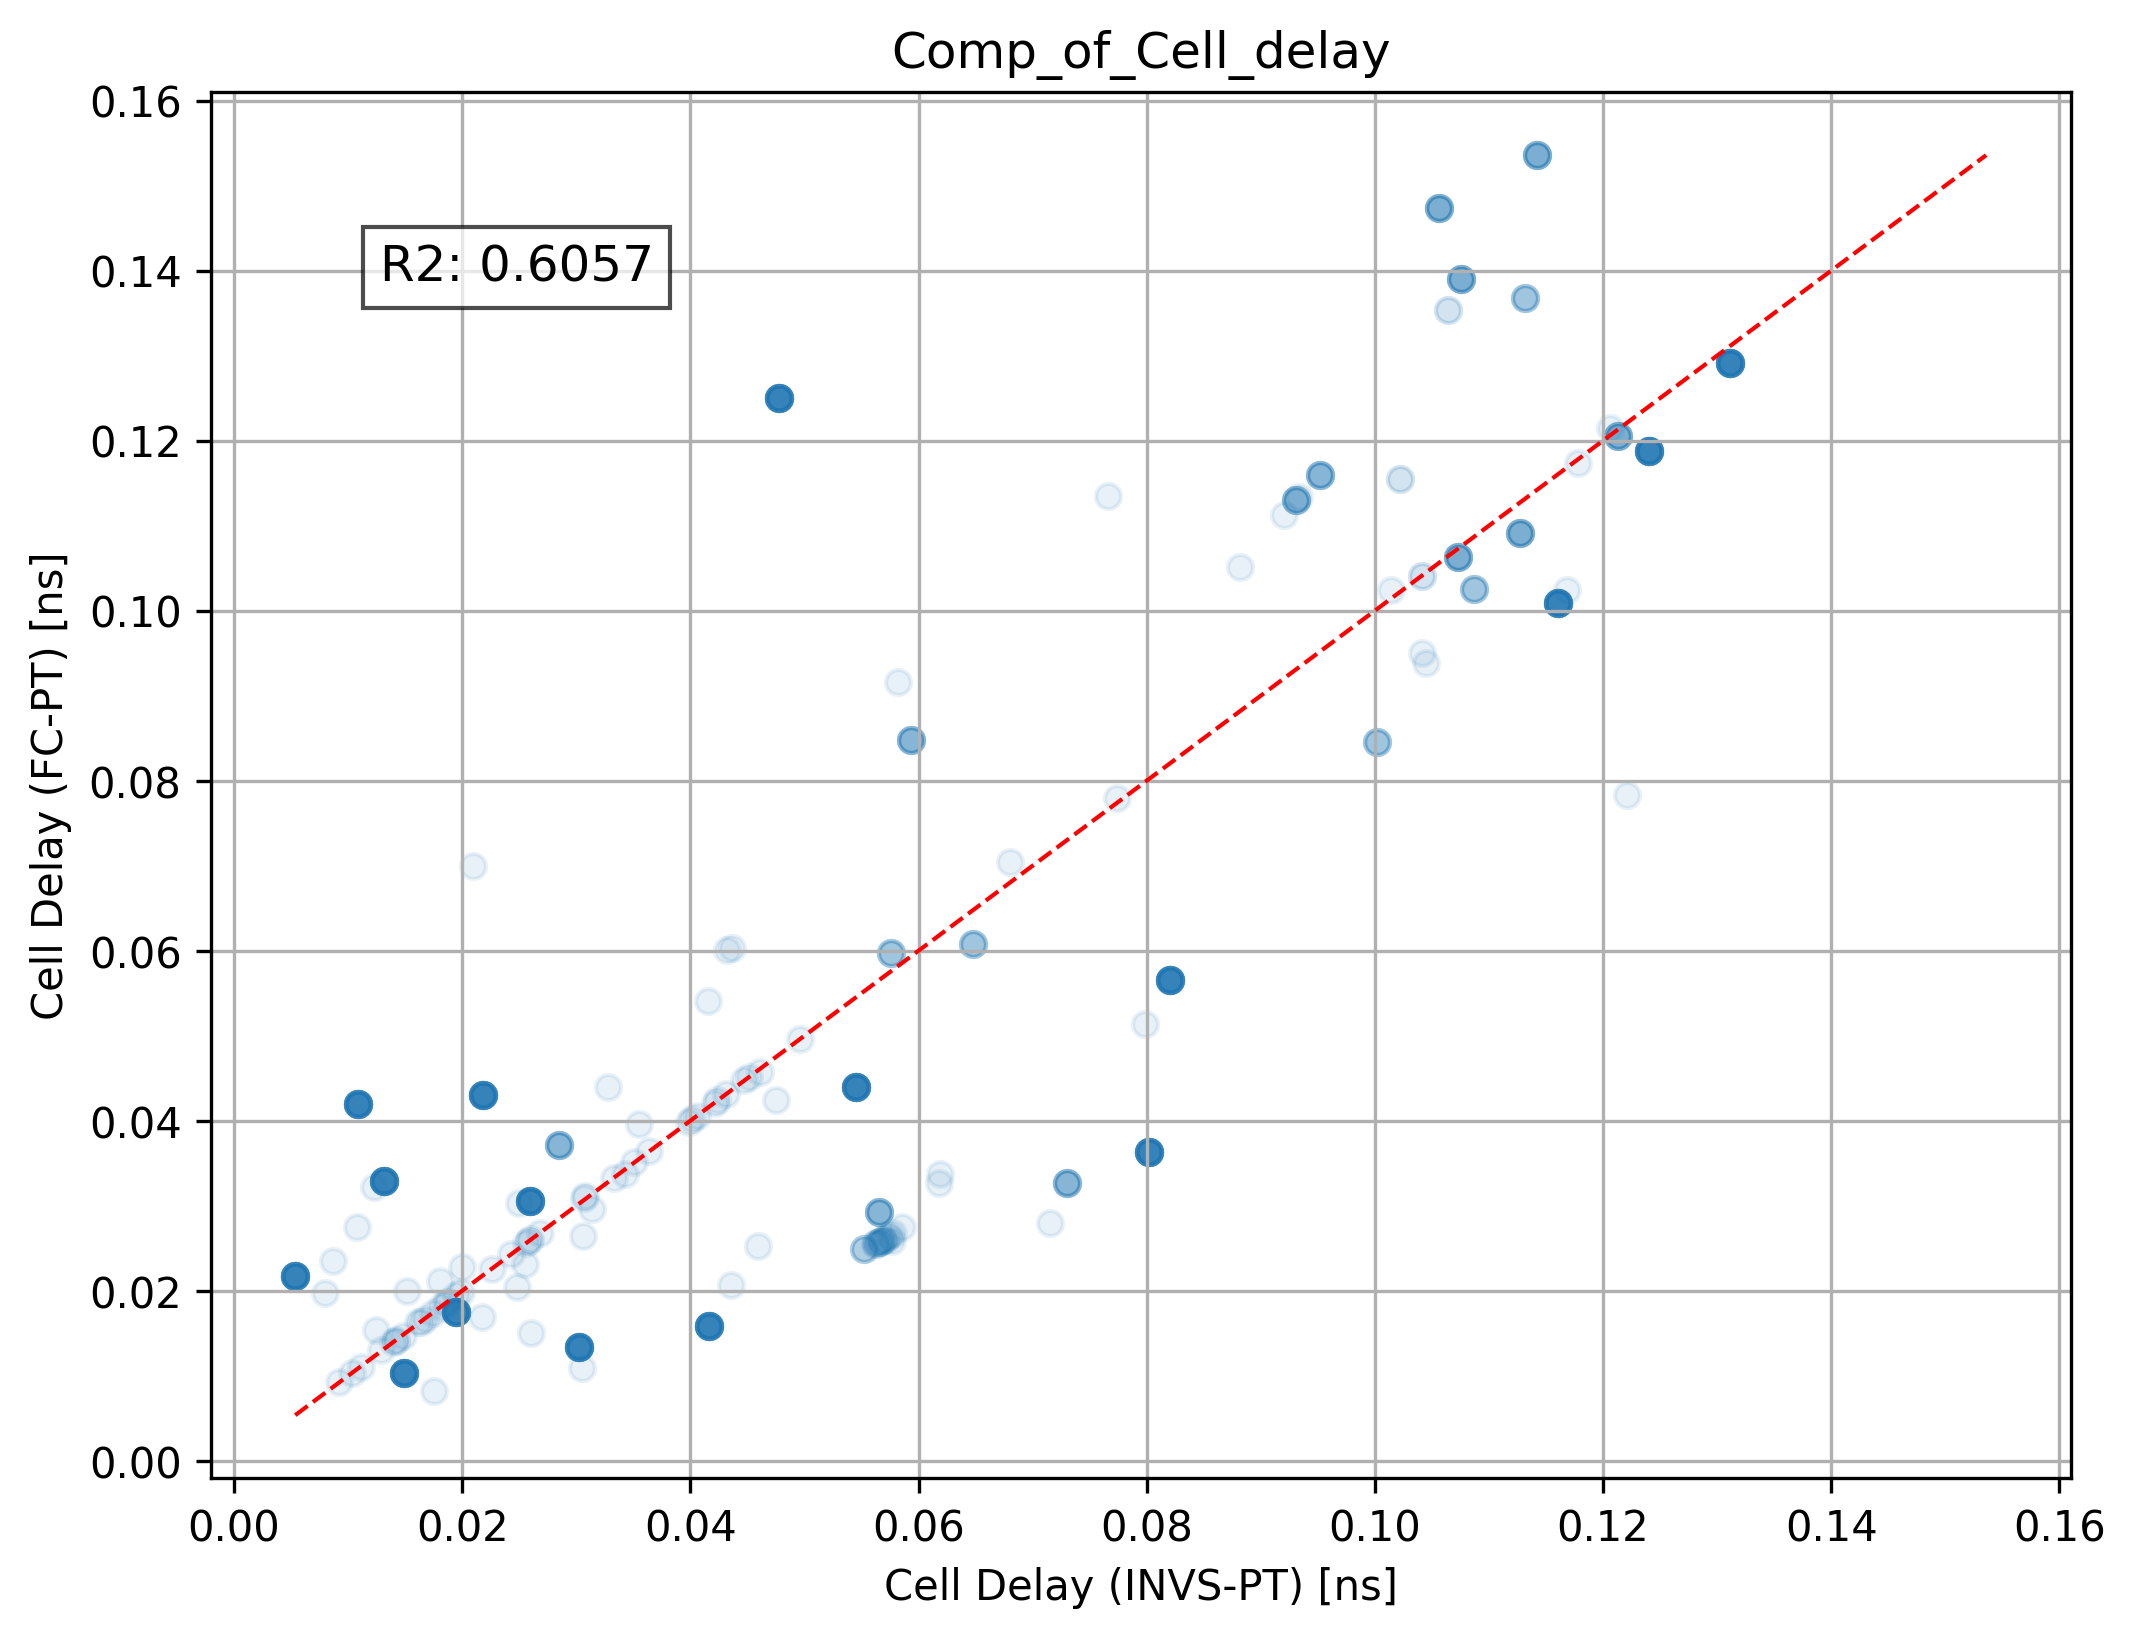 Comp_of_Cell_delay
0.16
0.14
0.12
0.10
0.08
0.06
0.04
0.02
0.00
R2: 0.6057
Cell Delay (FC-PT) [ns]
0.00 0.02 0.04 0.06 0.08 0.10 0.12 0.14 0.16
Cell Delay (INVS-PT) [ns]